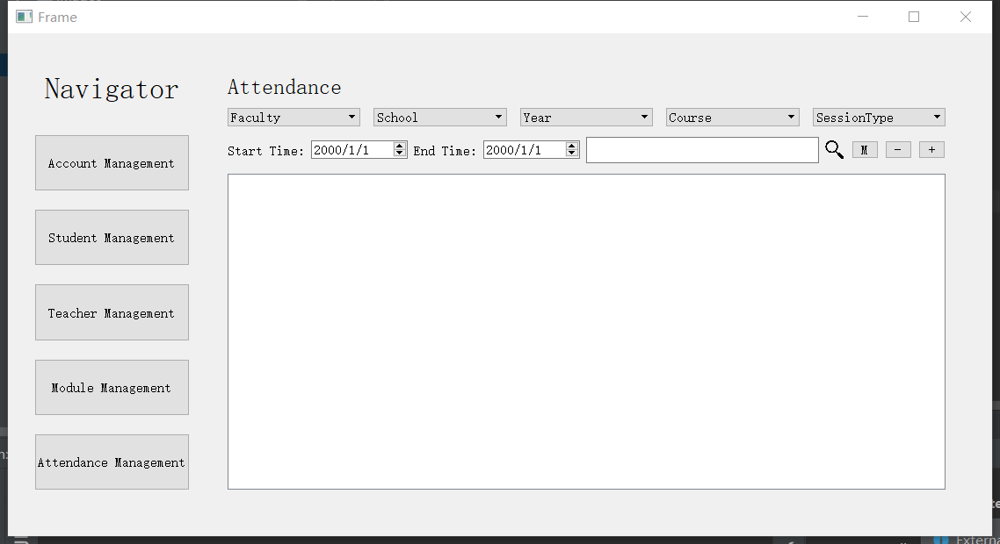 Frame
Navigator
Account Management
Student Management
Teacher Management
Module Management
Attendance Management
Attendance
Faculty School Year Course SessionType
Start Time: 2000/1/1 End Time: 2000/1/1 M - +